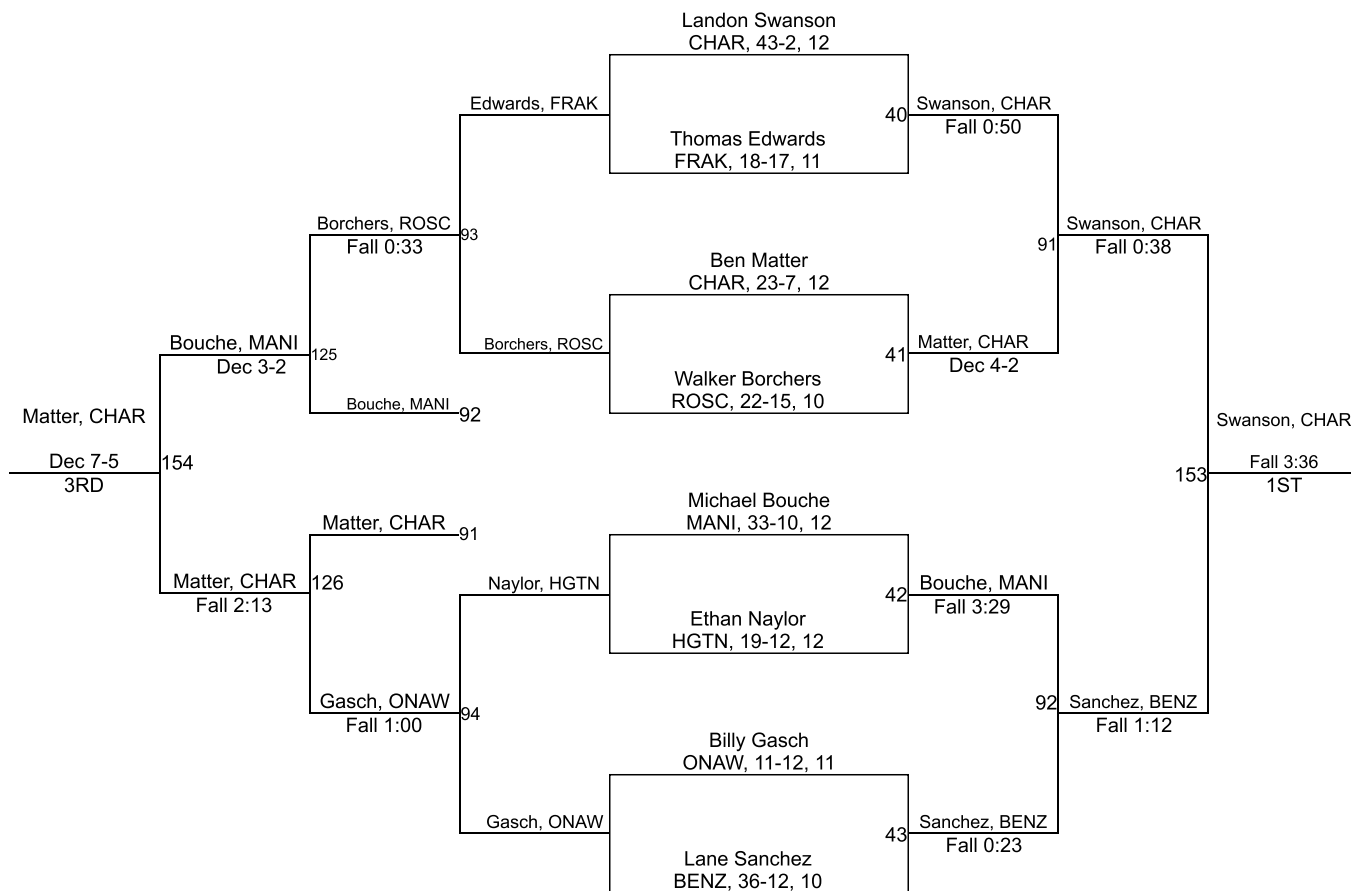 Landon Swanson
CHAR, 43-2, 12
Edwards, FRAK
40
Swanson, CHAR
Fall 0:50
Thomas Edwards
FRAK, 18-17, 11
Borchers, ROSC
Fall 0:33
93
Swanson, CHAR
Fall 0:38
91
Ben Matter
CHAR, 23-7, 12
Borchers, ROSC
41
Matter, CHAR
Dec 4-2
Bouche, MANI
Dec 3-2
125
Walker Borchers
ROSC, 22-15, 10
Bouche, MANI
92
Matter, CHAR
Dec 7-5
3RD
154
Swanson, CHAR
Fall 3:36
1ST
153
Michael Bouche
MANI, 33-10, 12
Matter, CHAR
91
Matter, CHAR
Fall 2:13
126
Naylor, HGTN
42
Bouche, MANI
Fall 3:29
Ethan Naylor
HGTN, 19-12, 12
Gasch, ONAW
Fall 1:00
94
92
Sanchez, BENZ
Fall 1:12
Billy Gasch
ONAW, 11-12, 11
Gasch, ONAW
43
Sanchez, BENZ
Fall 0:23
Lane Sanchez
BENZ, 36-12, 10